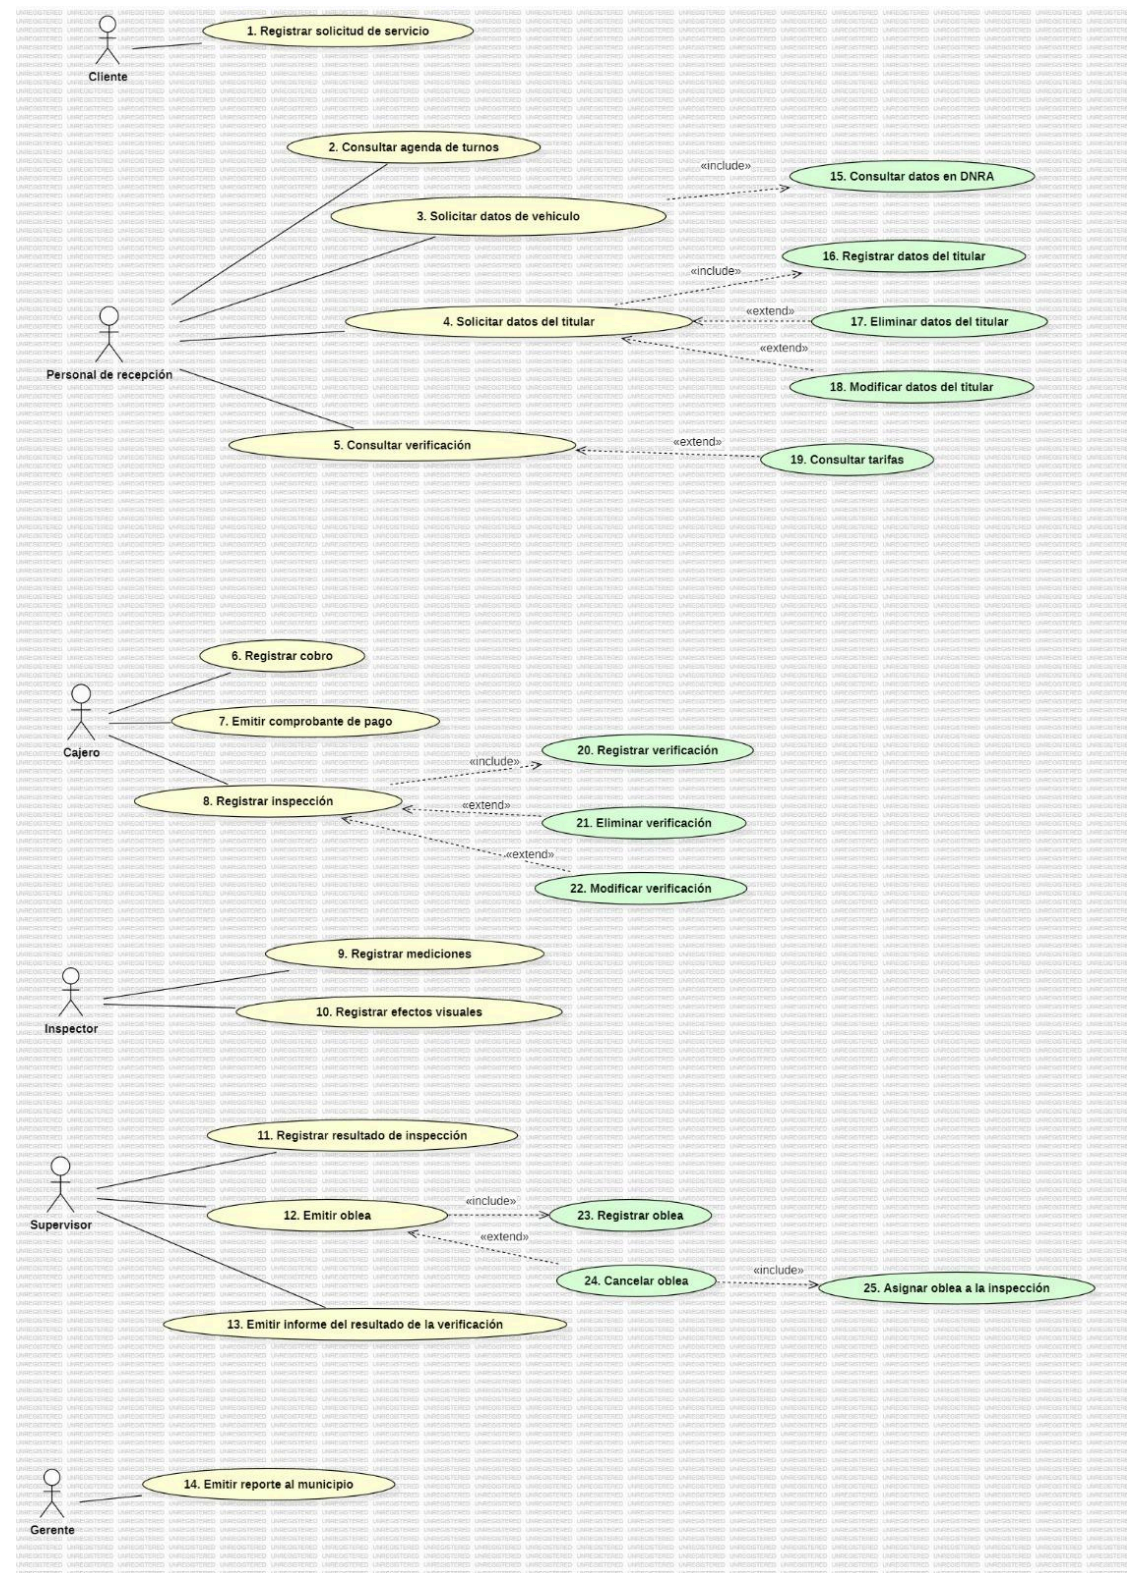 1. Registrar solicitud de servicio
Cliente
2. Consultar agenda de turnos
«include»
15. Consultar datos en DNRA
3. Solicitar datos de vehiculo
16. Registrar datos del titular
«include»
4. Solicitar datos del titular
«extend»
17. Eliminar datos del titular
«extend»
18. Modificar datos del titular
Personal de recepción
5. Consultar verificación
«extend»
19. Consultar tarifas
6. Registrar cobro
7. Emitir comprobante de pago
Cajero
20. Registrar verificación
«include»
8. Registrar inspección
«extend»
21. Eliminar verificación
«extend»
22. Modificar verificación
9. Registrar mediciones
10. Registrar efectos visuales
Inspector
11. Registrar resultado de inspección
Supervisor
12. Emitir oblea
«include»
23. Registrar oblea
«extend»
24. Cancelar oblea
«include»
25. Asignar oblea a la inspección
13. Emitir informe del resultado de la verificación
14. Emitir reporte al municipio
Gerente
UNREGISTERED